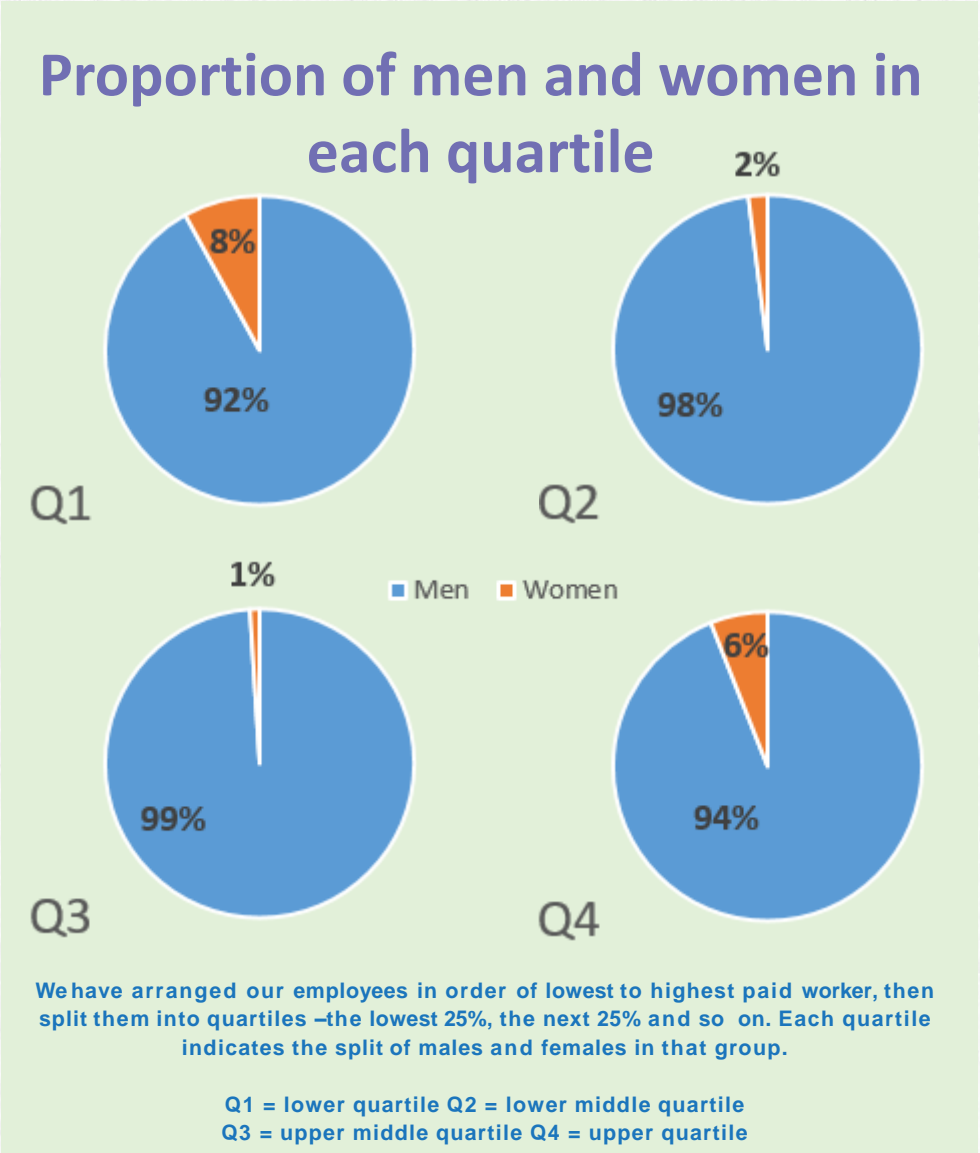 Proportion of men and women in
each quartile
2%
8%
92%
98%
Q1
Q2
1%
Men Women
6%
99%
94%
Q3
Q4
We have arranged our employees in order of lowest to highest paid worker, then
split them into quartiles –the lowest 25%, the next 25% and so on. Each quartile
indicates the split of males and females in that group.
Q1 = lower quartile Q2 = lower middle quartile
Q3 = upper middle quartile Q4 = upper quartile